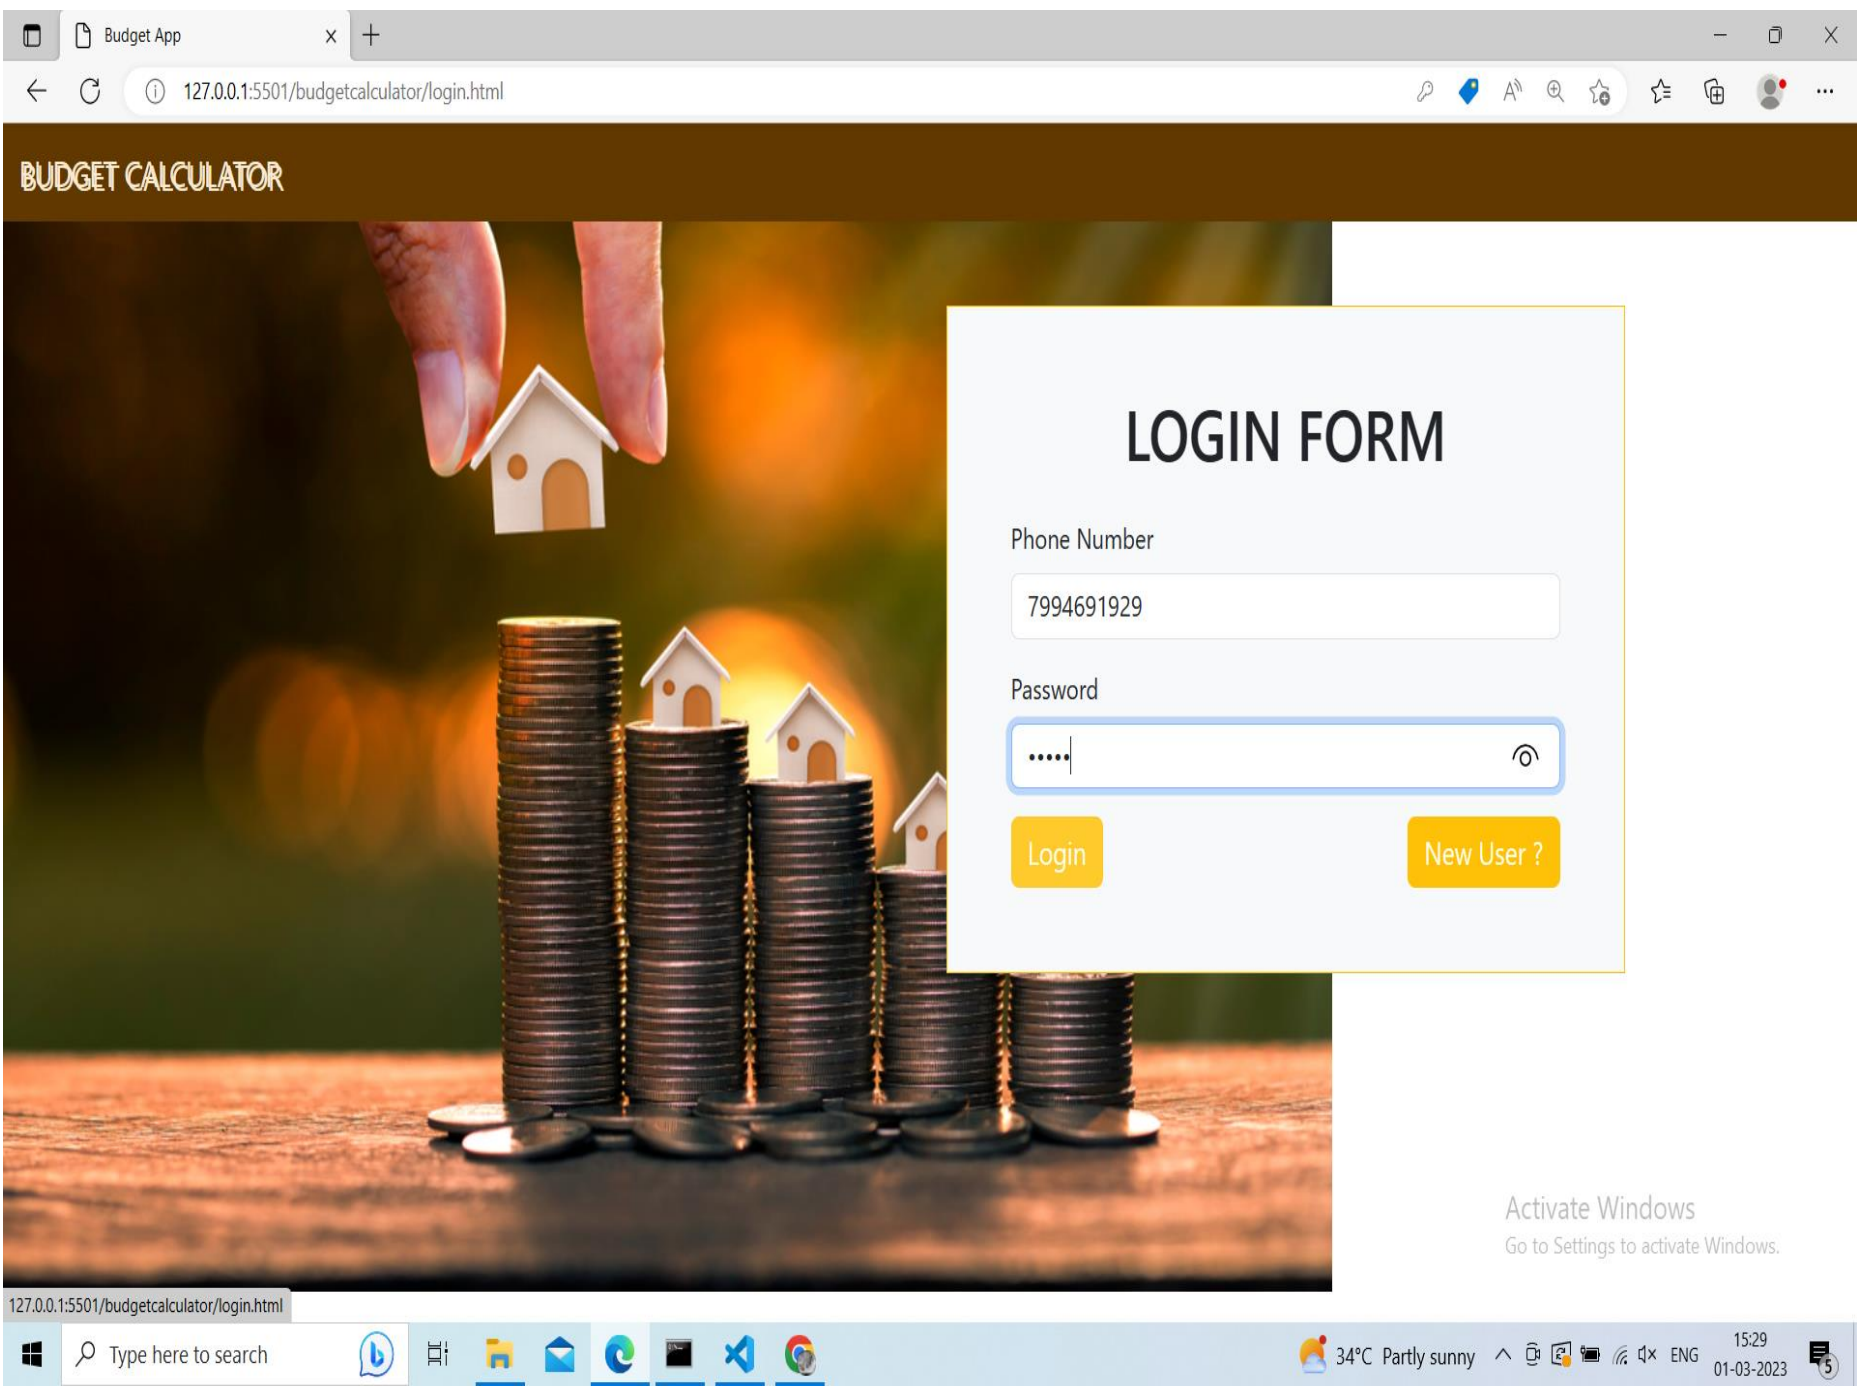 Budget App
127.0.0.1:5501/budgetcalculator/login.html
BUDGET CALCULATOR
LOGIN FORM
Phone Number
7994691929
Password
•••••
Login
New User ?
Activate Windows
Go to Settings to activate Windows.
127.0.0.1:5501/budgetcalculator/login.html
Type here to search
34°C Partly sunny
ENG
15:29
01-03-2023
5